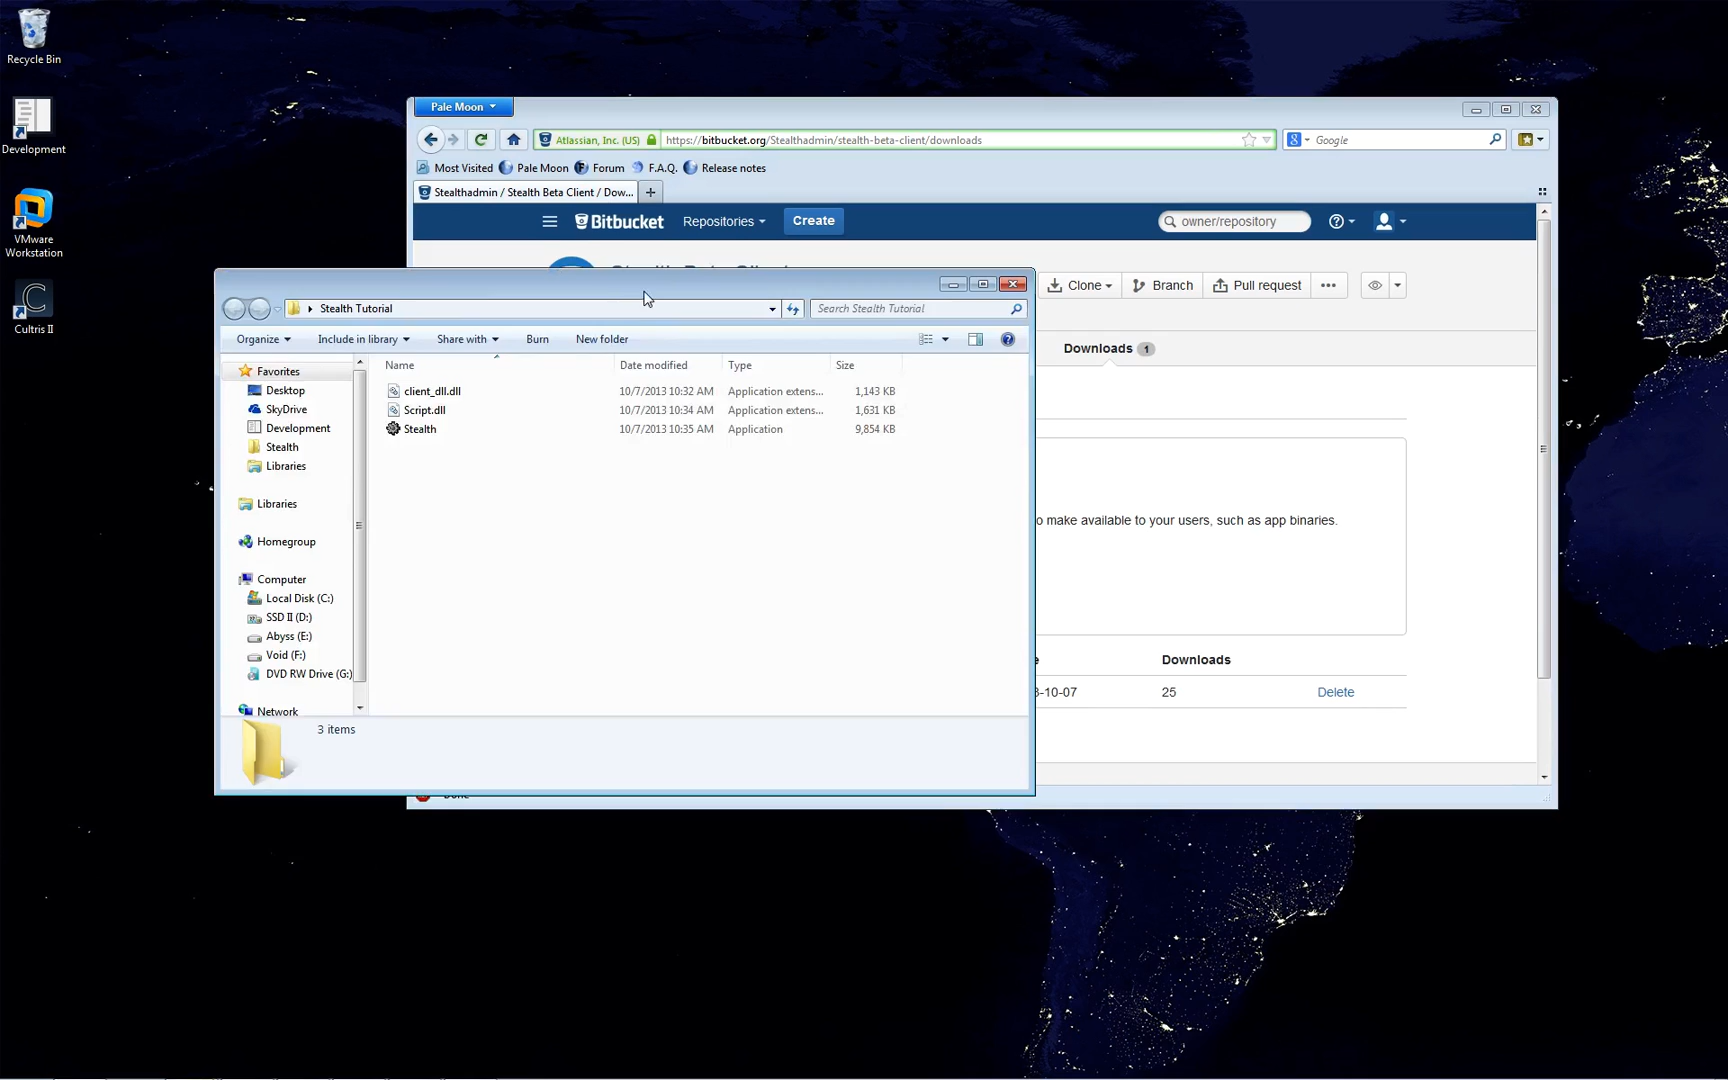 Recycle Bin
Development
VMware
Workstation
Cultris II
Pale Moon
Atlassian, Inc. (US) https://bitbucket.org/Stealthadmin/stealth-beta-client/downloads
Google
Most Visited Pale Moon Forum F.A.Q. Release notes
Stealthadmin / Stealth Beta Client / Dow...
Bitbucket Repositories Create owner/repository
Clone Branch Pull request
Downloads 1
o make available to your users, such as app binaries.
Downloads
-10-07 25 Delete
Stealth Tutorial Search Stealth Tutorial
Organize Include in library Share with Burn New folder
Name Date modified Type Size
client_dll.dll 10/7/2013 10:32 AM Application extens... 1,143 KB
Script.dll 10/7/2013 10:34 AM Application extens... 1,631 KB
Stealth 10/7/2013 10:35 AM Application 9,854 KB
Favorites
Desktop
SkyDrive
Development
Stealth
Libraries
Libraries
Homegroup
Computer
Local Disk (C:)
SSD II (D:)
Abyss (E:)
Void (F:)
DVD RW Drive (G:)
Network
3 items